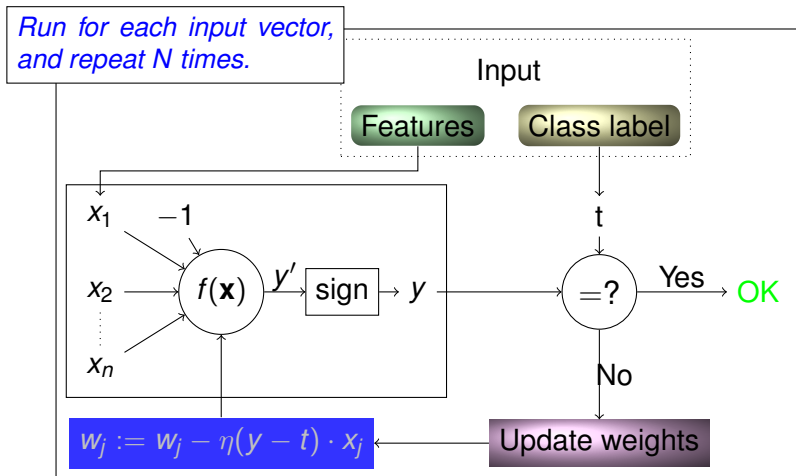 Run for each input vector,
and repeat N times.
Input
Features
Class label
x₁
−1
t
x₂
f(𝐱)
y′
sign
y
=?
Yes
OK
xₙ
No
wⱼ := wⱼ − η(y − t) · xⱼ
Update weights